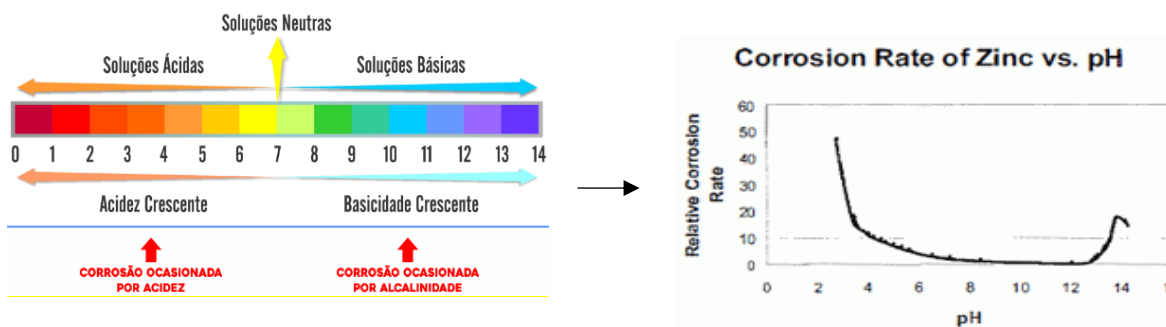 Soluções Neutras
Soluções Ácidas
Soluções Básicas
0 1 2 3 4 5 6 7 8 9 10 11 12 13 14
Acidez Crescente
Basicidade Crescente
CORROSÃO OCASIONADA
POR ACIDEZ
CORROSÃO OCASIONADA
POR ALCALINIDADE
Corrosion Rate of Zinc vs. pH
Relative Corrosion
Rate
60
50
40
30
20
10
0
0 2 4 6 8 10 12 14
pH